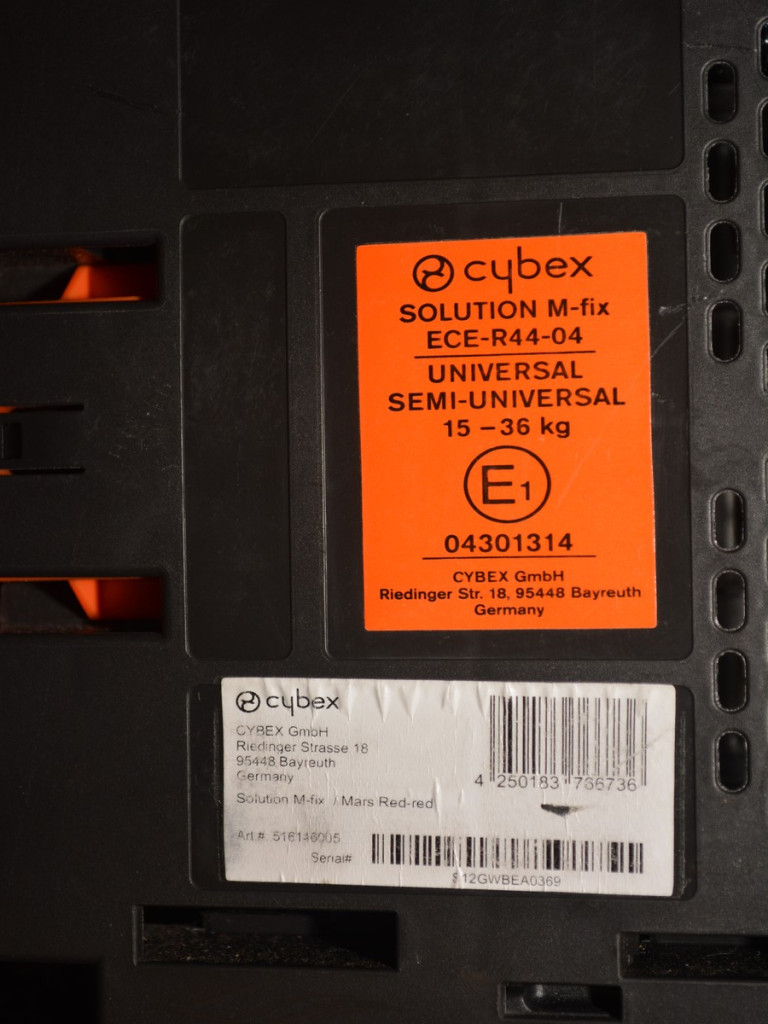 cybex
SOLUTION M-fix
ECE-R44-04
UNIVERSAL
SEMI-UNIVERSAL
15 – 36 kg
E1
04301314
CYBEX GmbH
Riedinger Str. 18, 95448 Bayreuth
Germany
cybex
CYBEX GmbH
Riedinger Strasse 18
95448 Bayreuth
Germany
4 250183 736736
Solution M-fix / Mars Red-red
Art.#: 516146005
Serial#
S12GWBEA0369